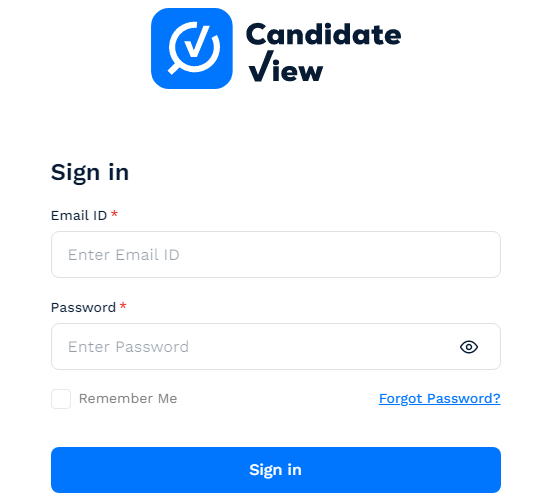 Candidate
View
Sign in
Email ID *
Enter Email ID
Password *
Enter Password
Remember Me Forgot Password?
Sign in